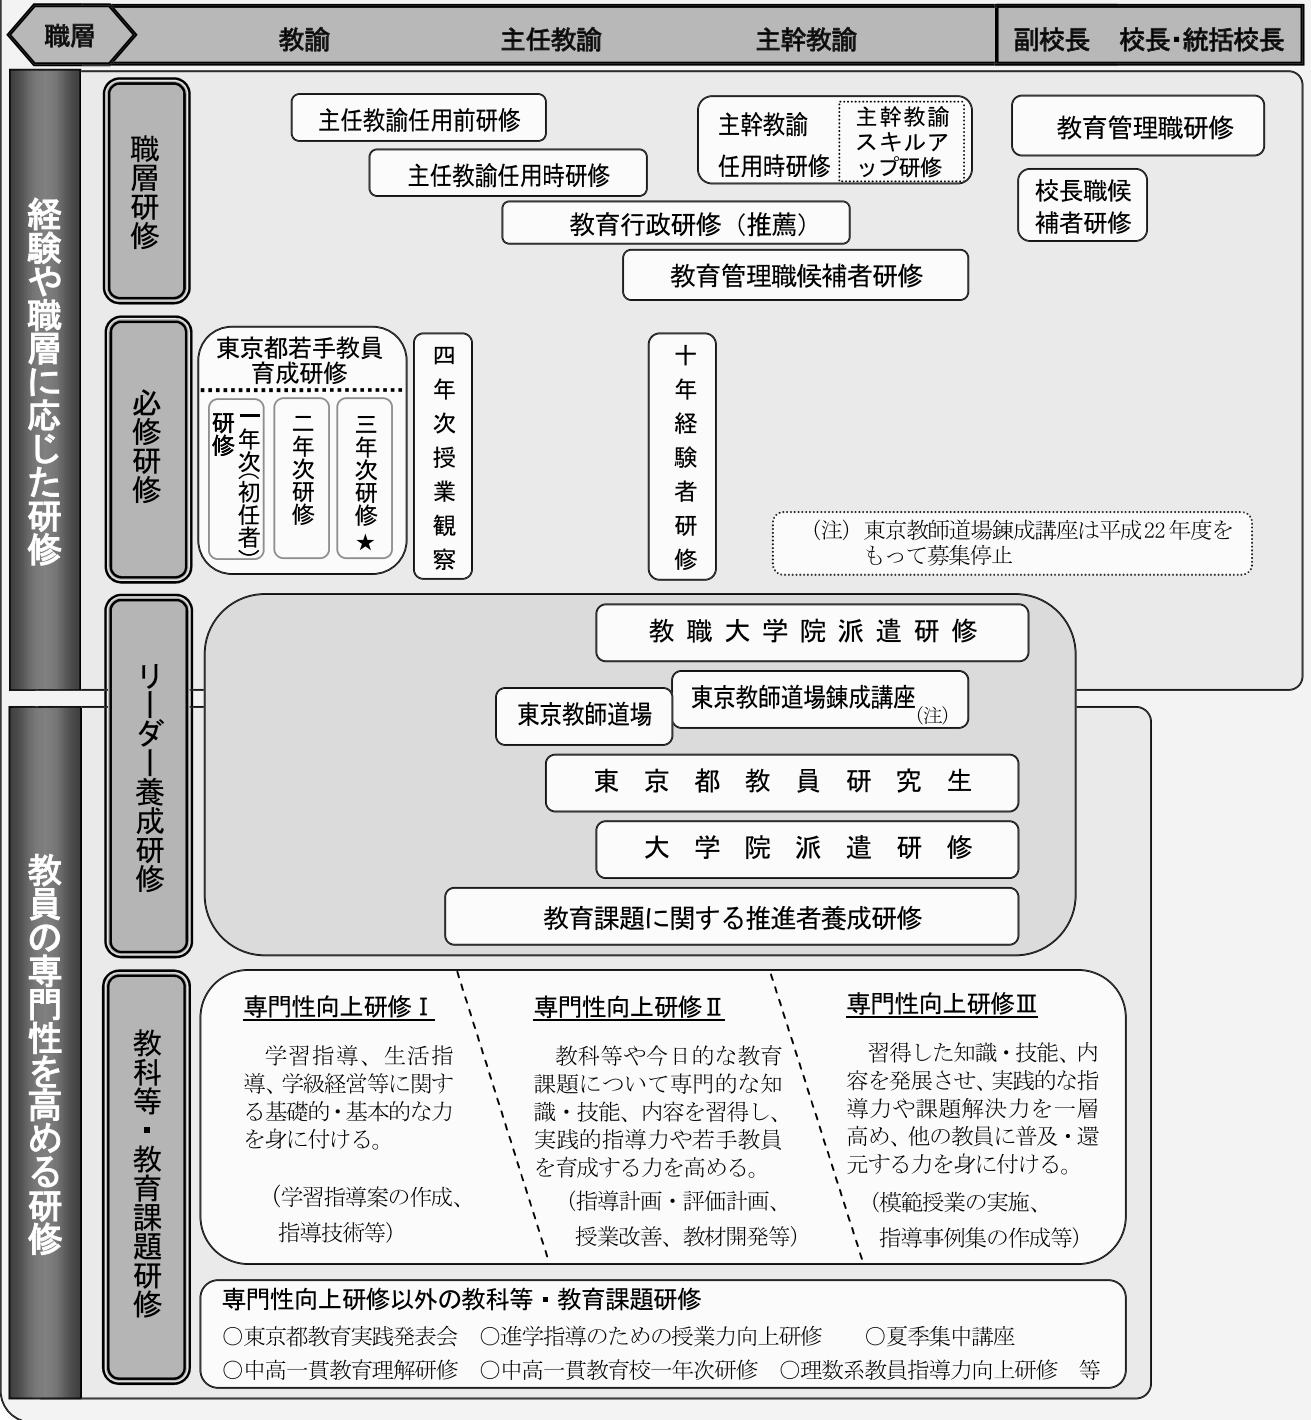 職層
教諭
主任教諭
主幹教諭
副校長
校長・統括校長
経験や職層に応じた研修
職層研修
主任教諭任用前研修
主任教諭任用時研修
教育行政研修（推薦）
教育管理職候補者研修
主幹教諭
任用時研修
主幹教諭
スキルア
ップ研修
教育管理職研修
校長職候
補者研修
必修研修
東京都若手教員
育成研修
一年次（初任者）
研修
二年次研修
三年次研修★
四年次授業観察
十年経験者研修
（注）東京教師道場錬成講座は平成22年度を
もって募集停止
リーダー養成研修
教職大学院派遣研修
東京教師道場
東京教師道場錬成講座（注）
東京都教員研究生
大学院派遣研修
教育課題に関する推進者養成研修
教員の専門性を高める研修
教科等・教育課題研修
専門性向上研修Ⅰ
学習指導、生活指
導、学級経営等に関す
る基礎的・基本的な力
を身に付ける。
（学習指導案の作成、
指導技術等）
専門性向上研修Ⅱ
教科等や今日的な教育
課題について専門的な知
識・技能、内容を習得し、
実践的指導力や若手教員
を育成する力を高める。
（指導計画・評価計画、
授業改善、教材開発等）
専門性向上研修Ⅲ
習得した知識・技能、内
容を発展させ、実践的な指
導力や課題解決力を一層
高め、他の教員に普及・還
元する力を身に付ける。
（模範授業の実施、
指導事例集の作成等）
専門性向上研修以外の教科等・教育課題研修
○東京都教育実践発表会　○進学指導のための授業力向上研修　○夏季集中講座
○中高一貫教育理解研修　○中高一貫教育校一年次研修　○理数系教員指導力向上研修　等